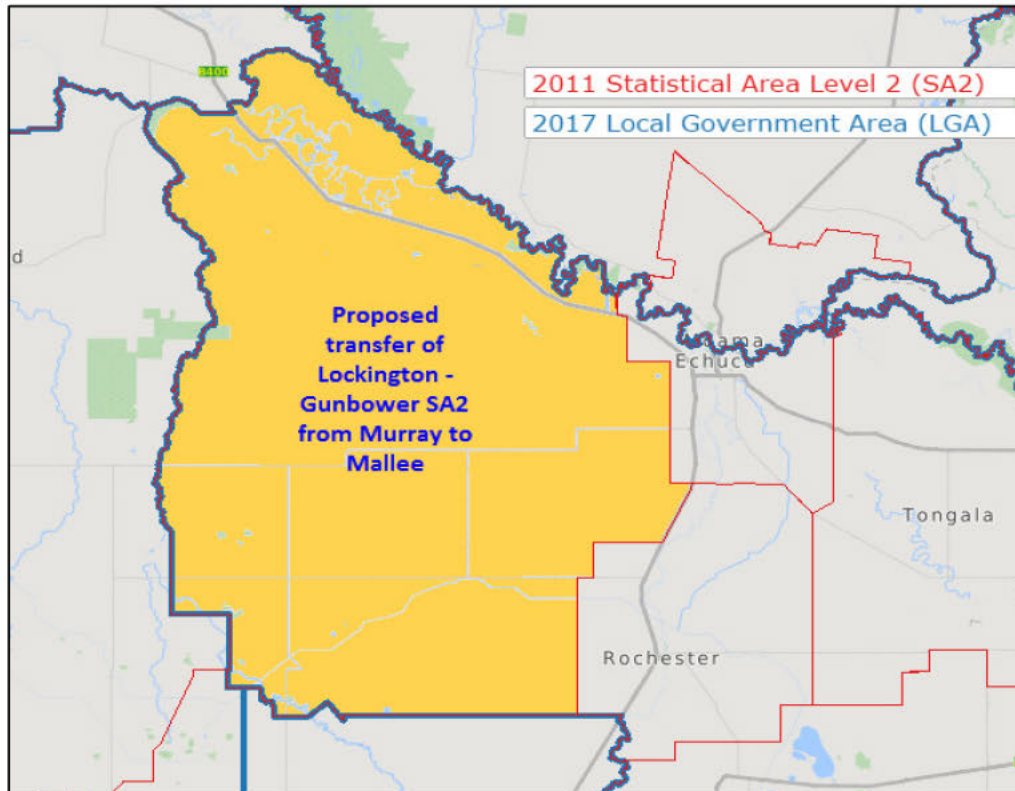 B400
2011 Statistical Area Level 2 (SA2)
2017 Local Government Area (LGA)
d
Proposed
transfer of
Lockington -
Gunbower SA2
from Murray to
Mallee
Echuca
Tongala
Rochester